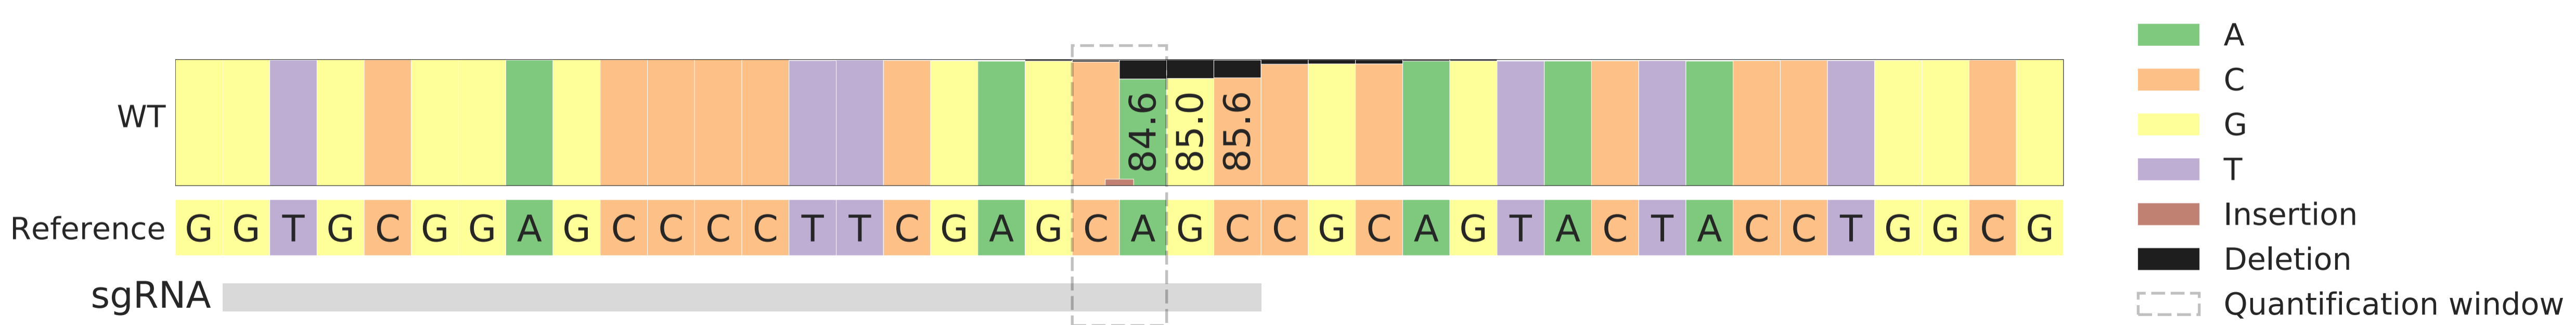 WT
84.6 85.0 85.6
Reference G G T G C G G A G C C C C T T C G A G C A G C C G C A G T A C T A C C T G G C G
sgRNA
A
C
G
T
Insertion
Deletion
Quantification window